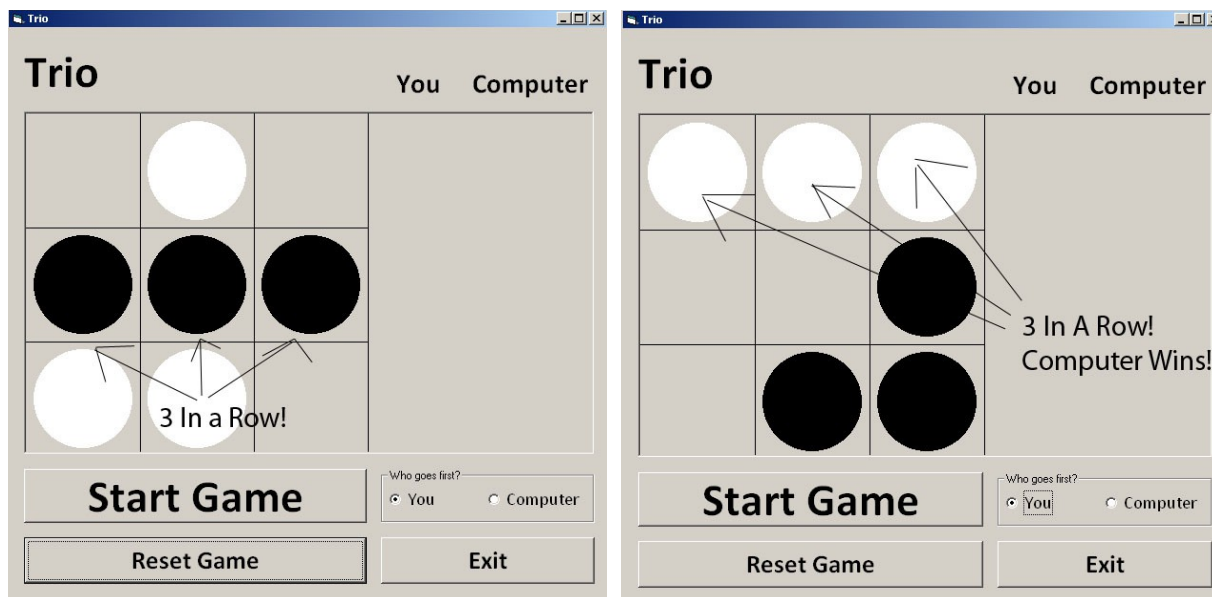 Trio
Trio
You Computer
3 In a Row!
Start Game
Who goes first?
You Computer
Reset Game
Exit
Trio
Trio
You Computer
3 In A Row!
Computer Wins!
Start Game
Who goes first?
You Computer
Reset Game
Exit